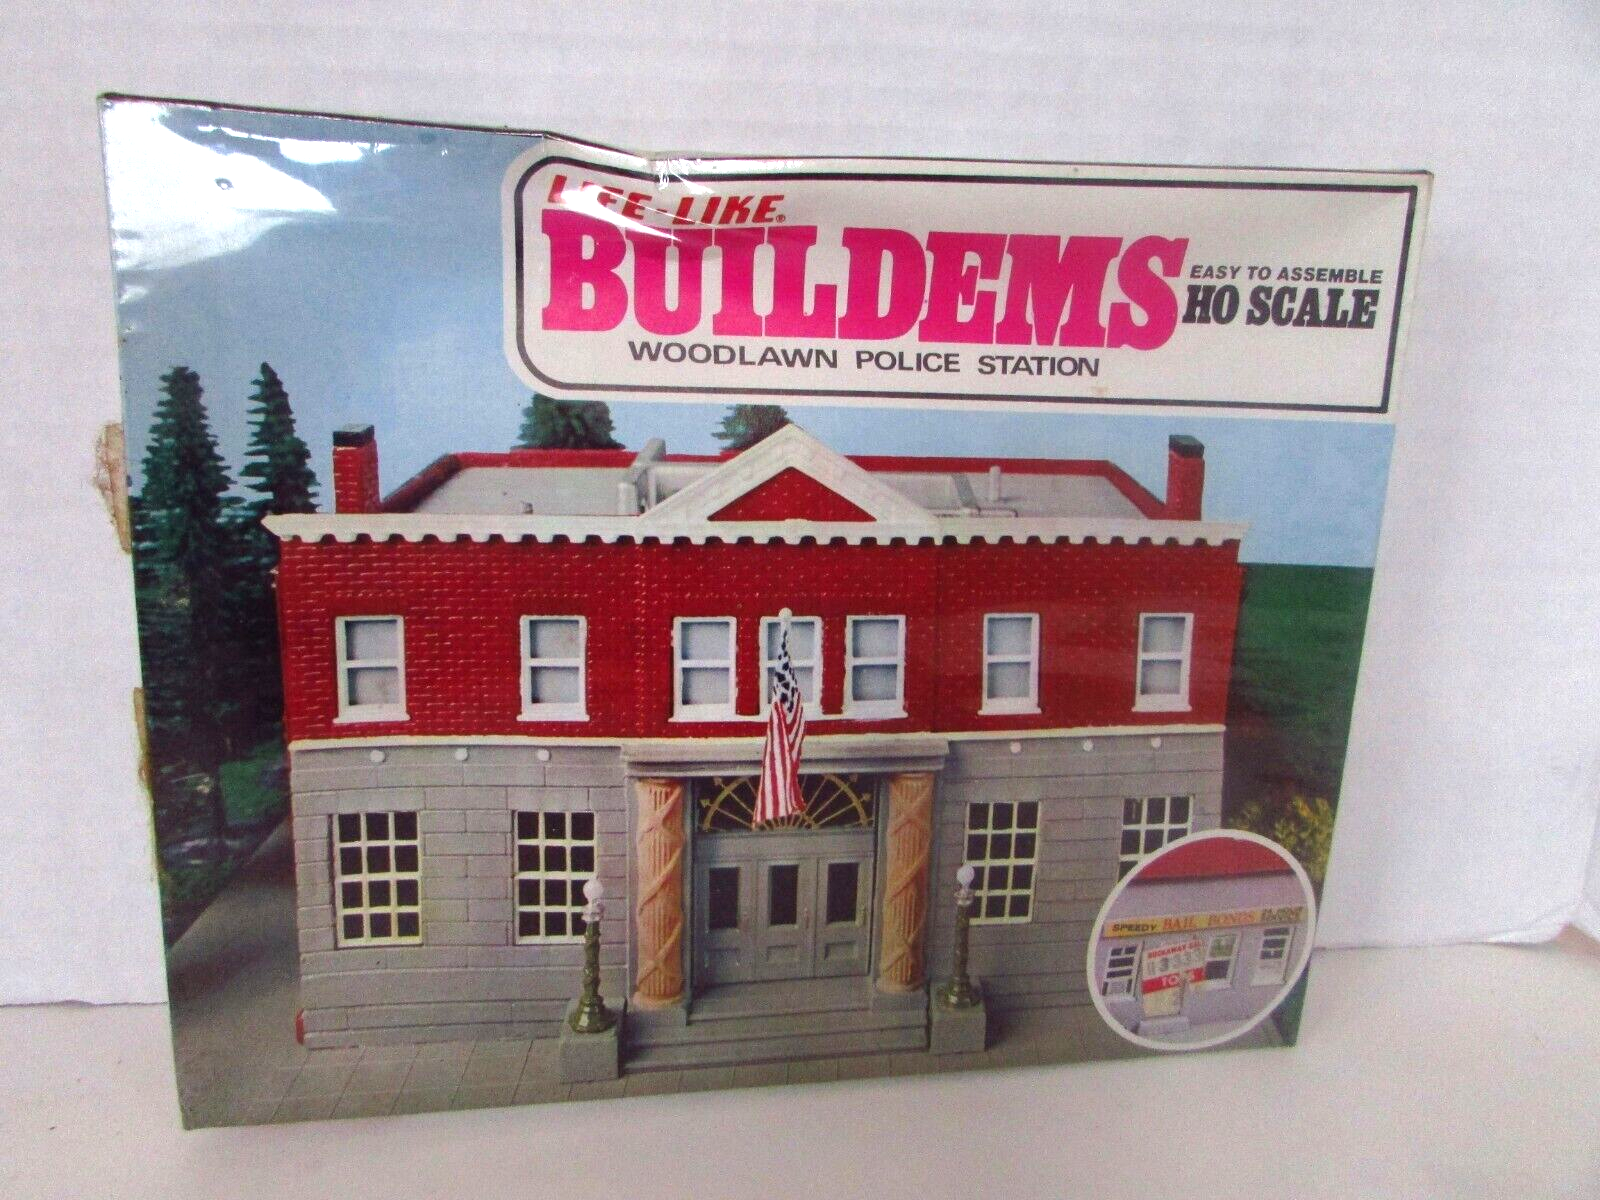 LIFE-LIKE®
BUILDEMS
EASY TO ASSEMBLE
HO SCALE
WOODLAWN POLICE STATION
SPEEDY BAIL BONDS